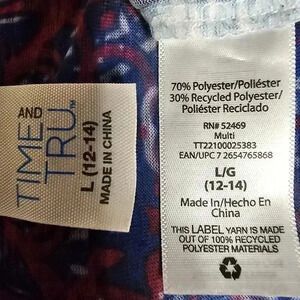 TIME
AND
TRU™
L (12-14)
MADE IN CHINA
70% Polyester/Poliéster
30% Recycled Polyester/
Poliéster Reciclado
RN# 52469
Multi
TT22100025383
EAN/UPC 7 2654765868
L/G
(12-14)
Made In/Hecho En
China
THIS LABEL YARN IS MADE
OUT OF 100% RECYCLED
POLYESTER MATERIALS